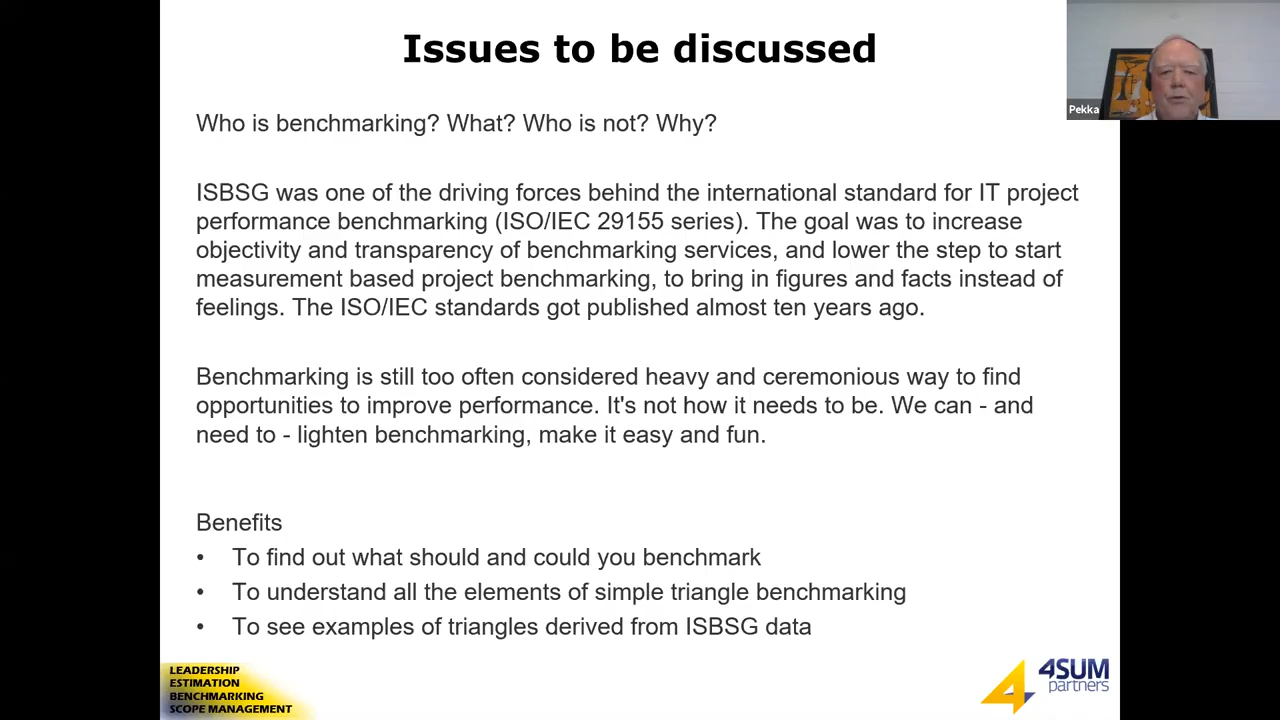 Issues to be discussed
Pekka
Who is benchmarking? What? Who is not? Why?
ISBSG was one of the driving forces behind the international standard for IT project
performance benchmarking (ISO/IEC 29155 series). The goal was to increase
objectivity and transparency of benchmarking services, and lower the step to start
measurement based project benchmarking, to bring in figures and facts instead of
feelings. The ISO/IEC standards got published almost ten years ago.
Benchmarking is still too often considered heavy and ceremonious way to find
opportunities to improve performance. It's not how it needs to be. We can - and
need to - lighten benchmarking, make it easy and fun.
Benefits
• To find out what should and could you benchmark
• To understand all the elements of simple triangle benchmarking
• To see examples of triangles derived from ISBSG data
LEADERSHIP
ESTIMATION
BENCHMARKING
SCOPE MANAGEMENT
4SUM
partners